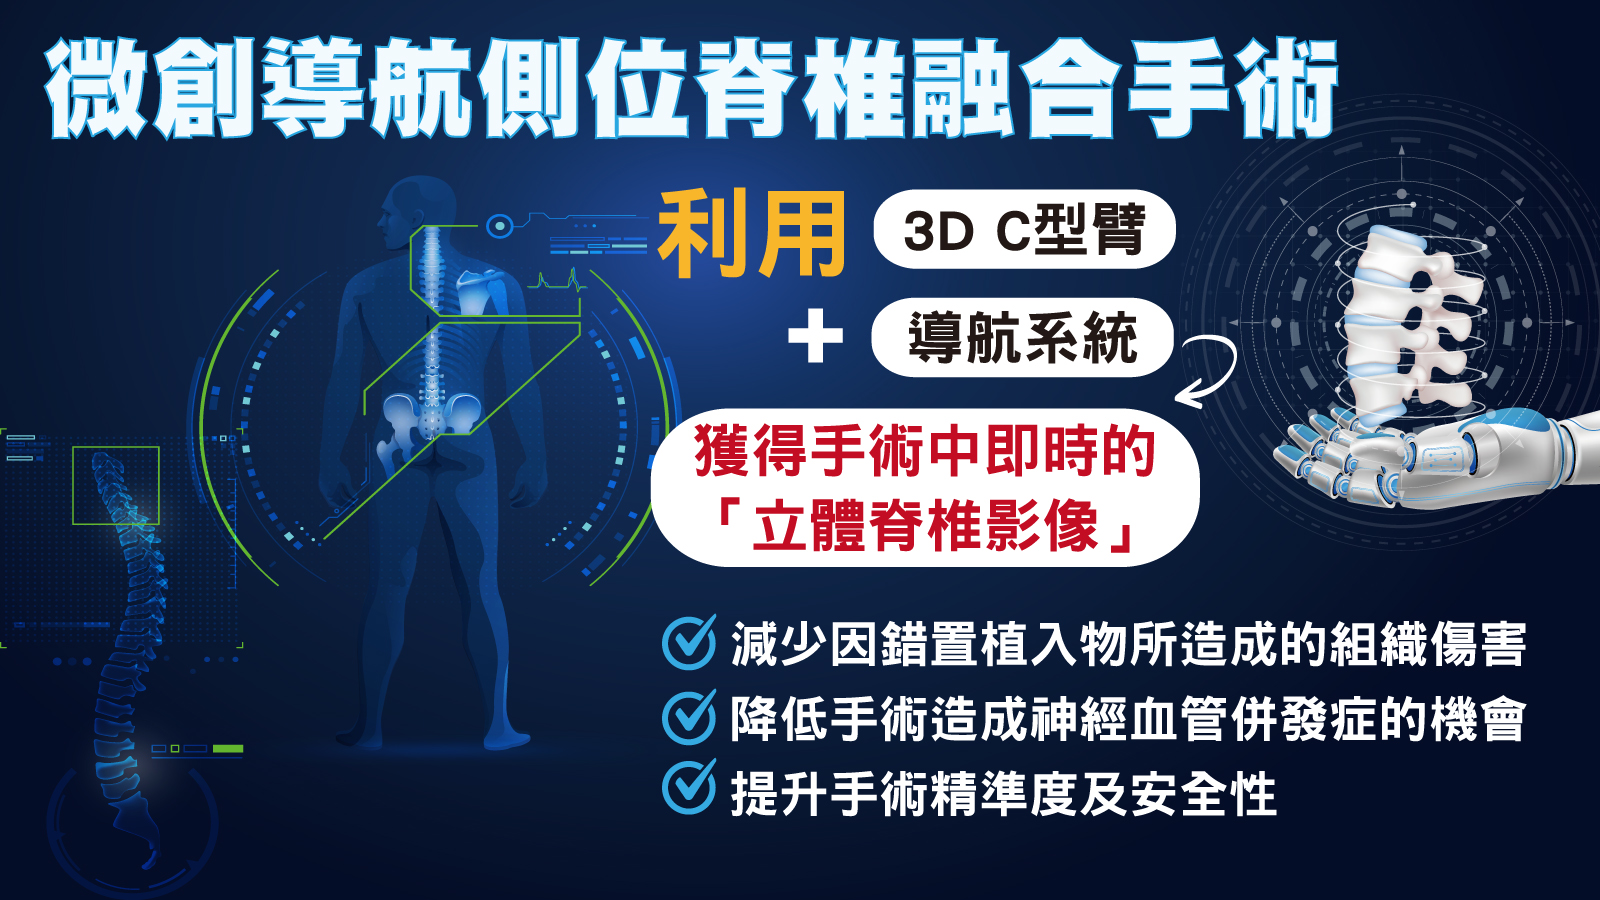 微創導航側位脊椎融合手術
利用
3D C型臂
+
導航系統
獲得手術中即時的
「立體脊椎影像」
減少因錯置植入物所造成的組織傷害
降低手術造成神經血管併發症的機會
提升手術精準度及安全性